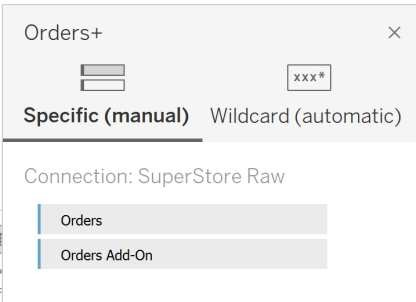 Orders+
xxx*
Specific (manual) Wildcard (automatic)
Connection: SuperStore Raw
Orders
Orders Add-On